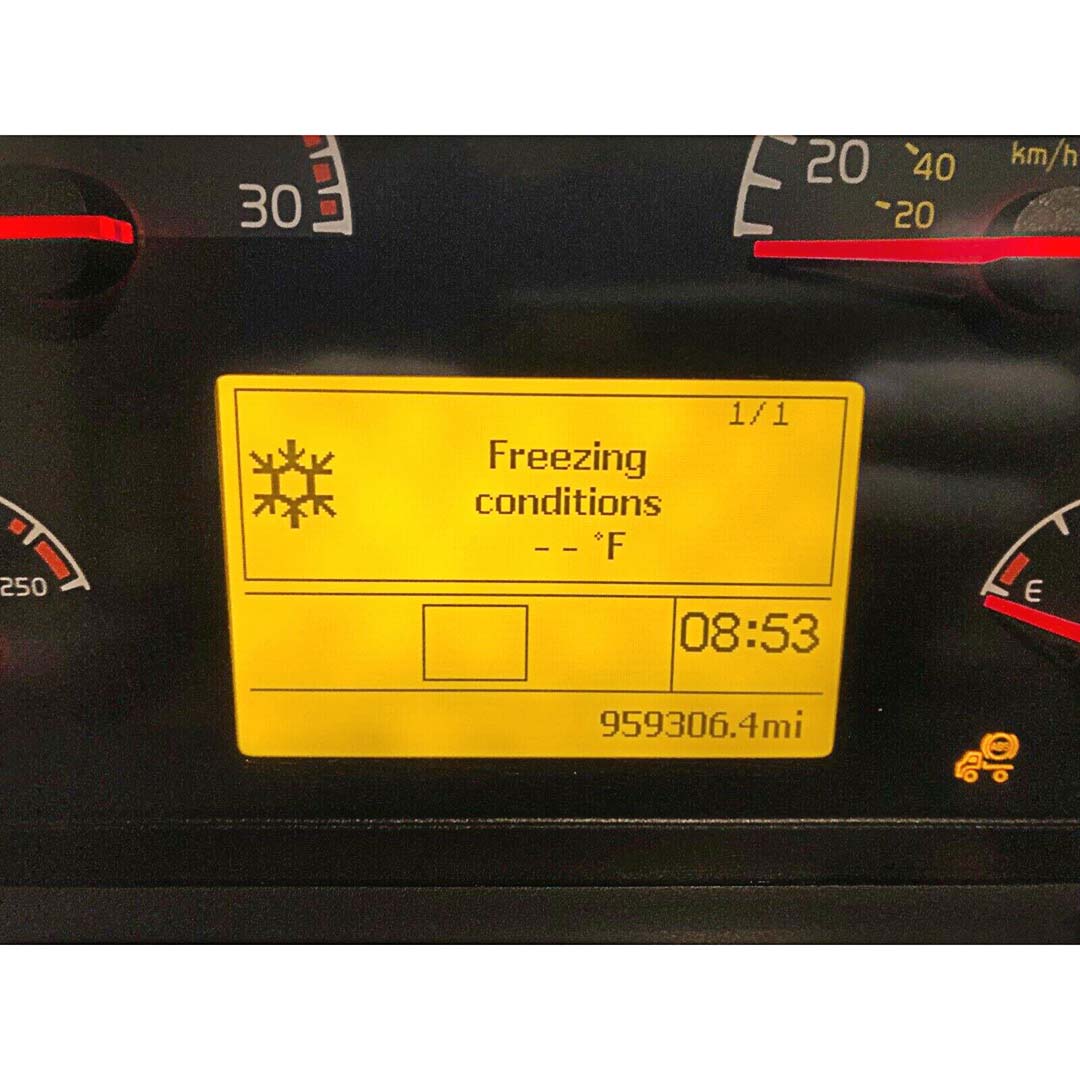 30
20
40
km/h
20
1/1
Freezing
conditions
-- °F
250
E
08:53
959306.4mi